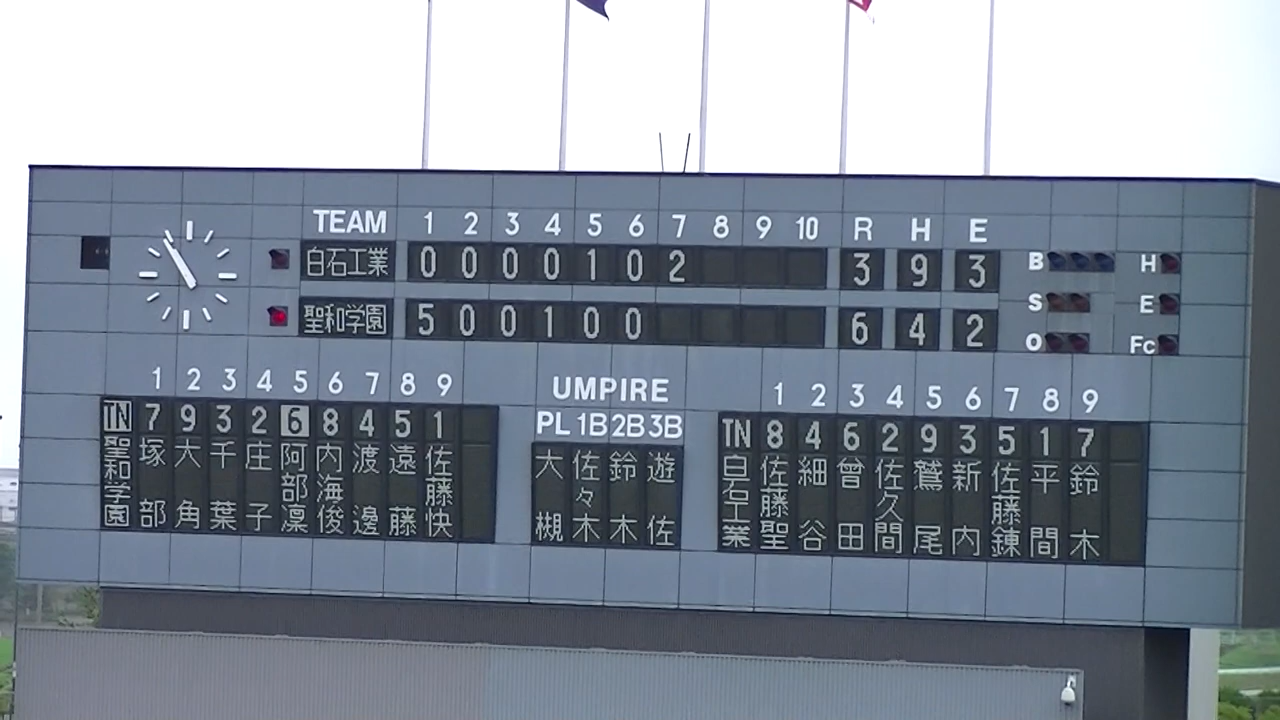 TEAM 1 2 3 4 5 6 7 8 9 10 R H E
白石工業 0 0 0 0 1 0 2 3 9 3
聖和学園 5 0 0 1 0 0 6 4 2
B H
S E
O Fc
1 2 3 4 5 6 7 8 9
TN 7 9 3 2 6 8 4 5 1
聖和学園 塚部 大角 千葉 庄子 阿部凛 内海俊 渡邊 遠藤 佐藤快
UMPIRE
PL 1B 2B 3B
大槻 佐々木 鈴木 遊佐
1 2 3 4 5 6 7 8 9
TN 8 4 6 2 9 3 5 1 7
白石工業 佐藤聖 細谷 曽田 佐久間 鷲尾 新内 佐藤錬 平間 鈴木